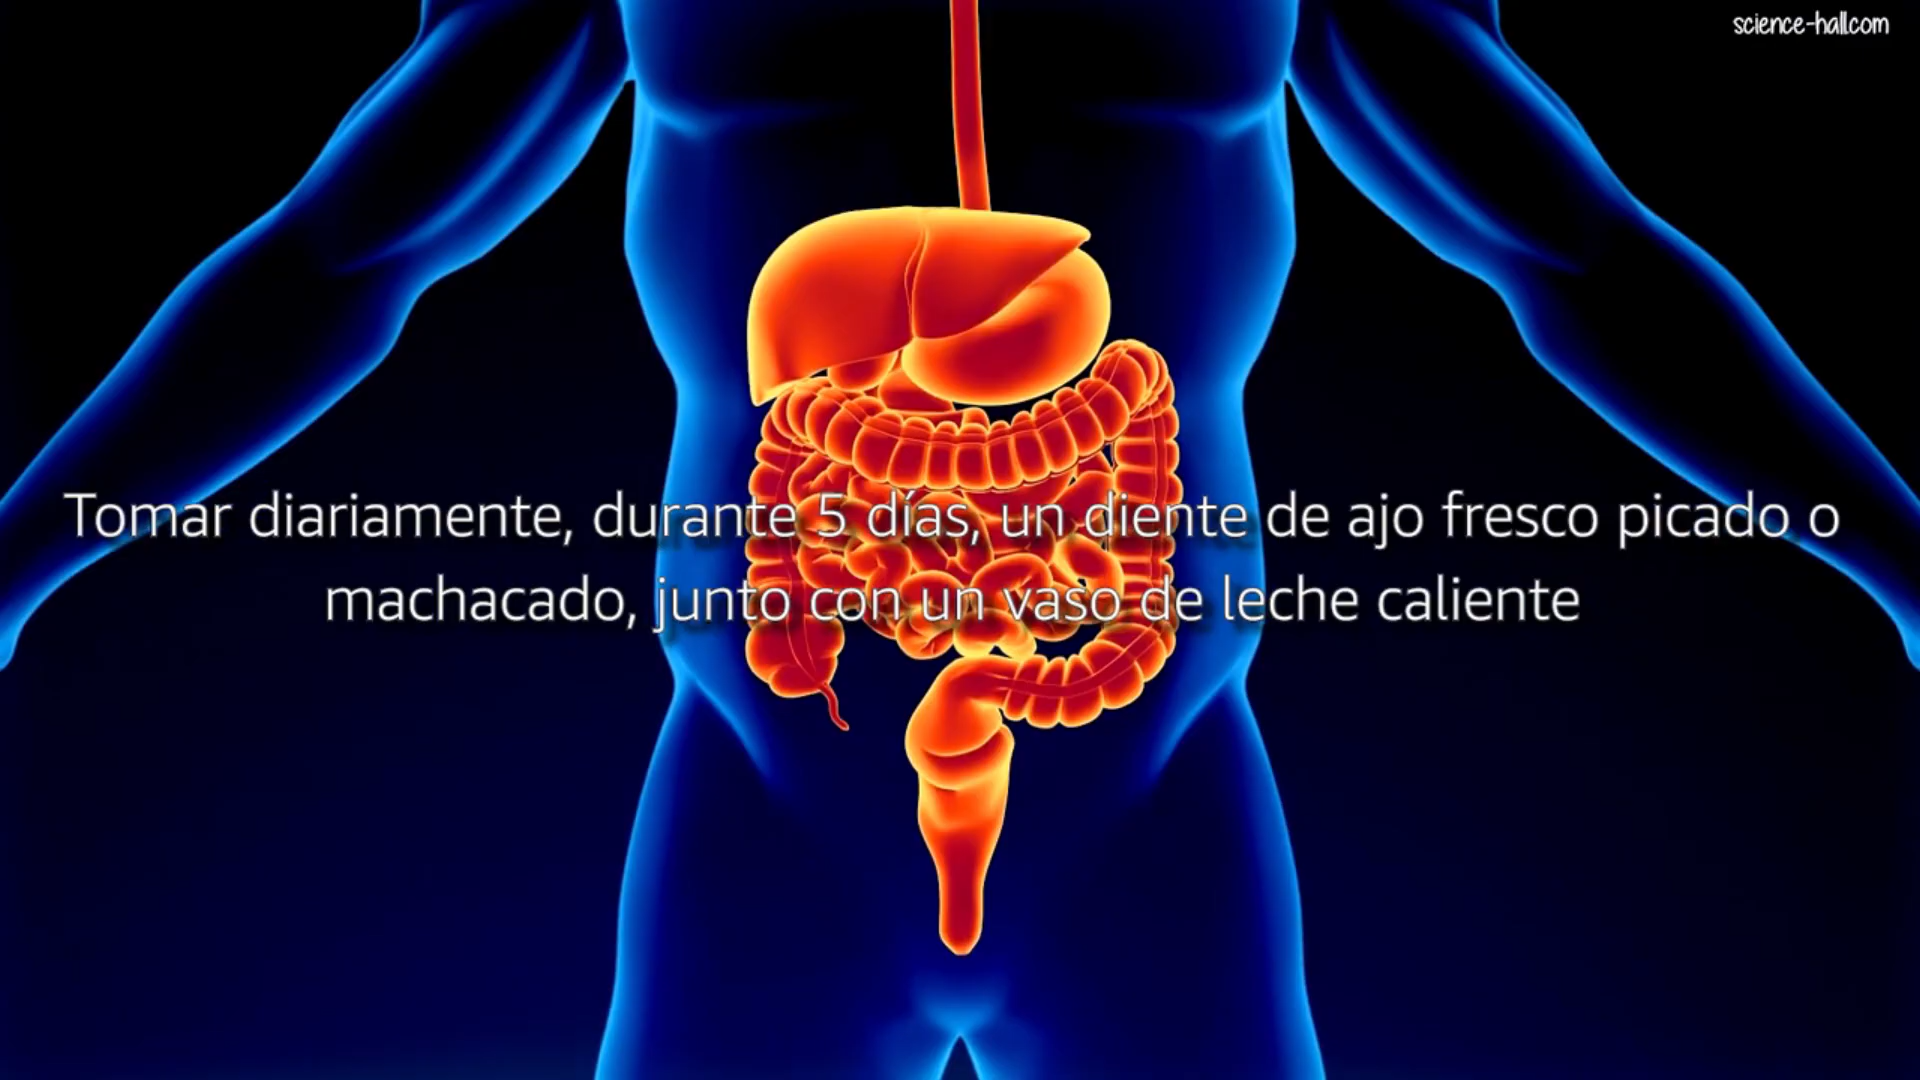 science-hall.com
Tomar diariamente, durante 5 días, un diente de ajo fresco picado o
machacado, junto con un vaso de leche caliente